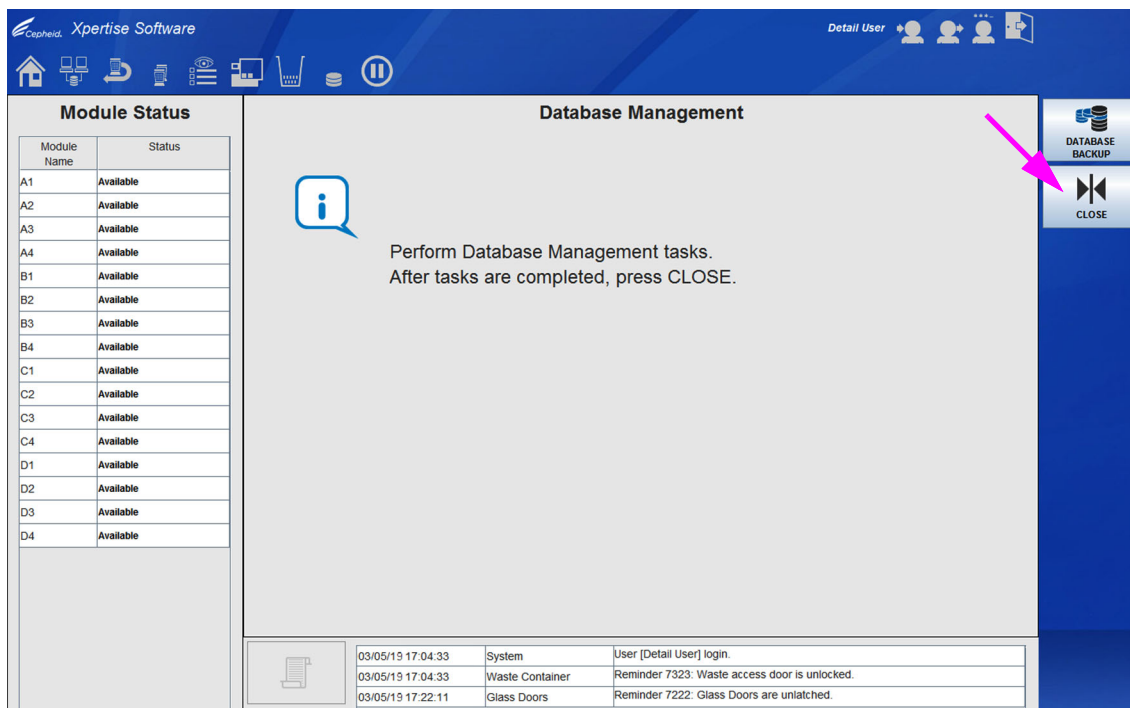 Cepheid. Xpertise Software
Detail User
Module Status
Module Name Status
A1 Available
A2 Available
A3 Available
A4 Available
B1 Available
B2 Available
B3 Available
B4 Available
C1 Available
C2 Available
C3 Available
C4 Available
D1 Available
D2 Available
D3 Available
D4 Available
Database Management
Perform Database Management tasks.
After tasks are completed, press CLOSE.
03/05/19 17:04:33 System User [Detail User] login.
03/05/19 17:04:33 Waste Container Reminder 7323: Waste access door is unlocked.
03/05/19 17:22:11 Glass Doors Reminder 7222: Glass Doors are unlatched.
DATABASE
BACKUP
CLOSE